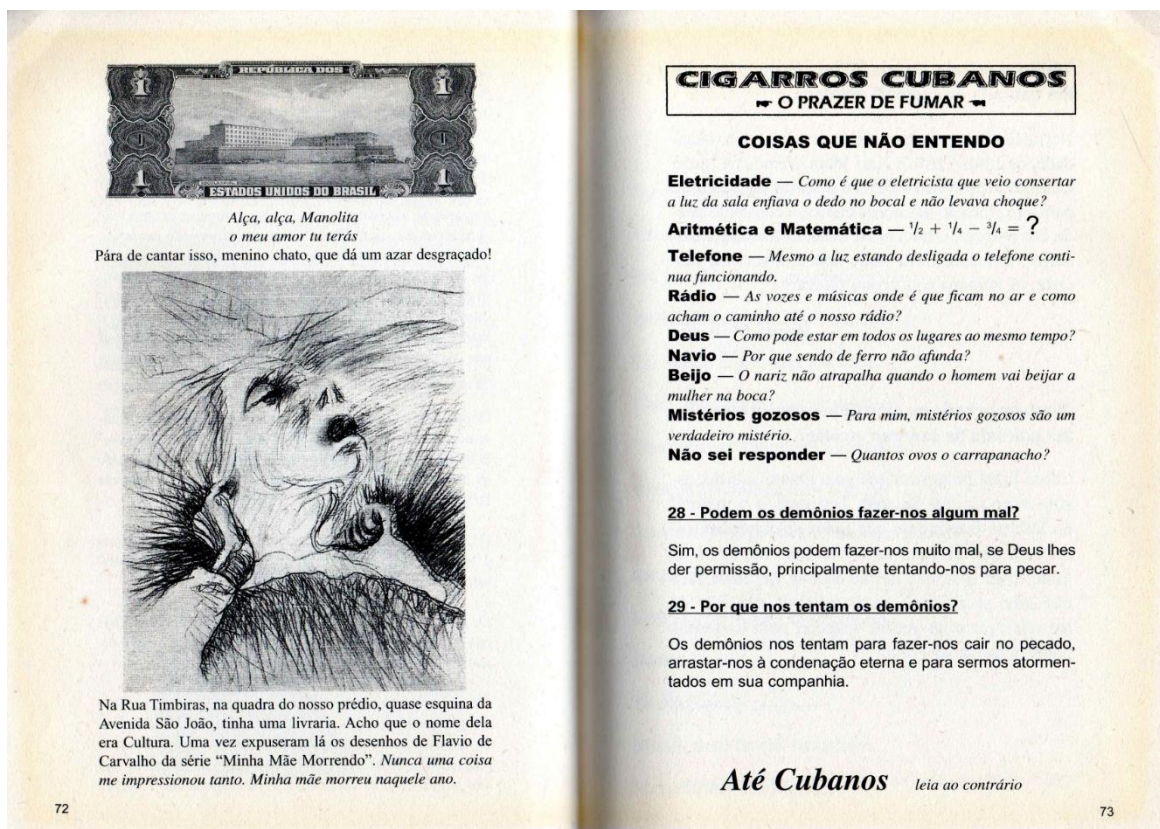 REPÚBLICA DOS
1 1
1 1
1 1
ESTADOS UNIDOS DO BRASIL
Alça, alça, Manolita
o meu amor tu terás
Pára de cantar isso, menino chato, que dá um azar desgraçado!
Na Rua Timbiras, na quadra do nosso prédio, quase esquina da
Avenida São João, tinha uma livraria. Acho que o nome dela
era Cultura. Uma vez expuseram lá os desenhos de Flavio de
Carvalho da série “Minha Mãe Morrendo”. Nunca uma coisa
me impressionou tanto. Minha mãe morreu naquele ano.
72
CIGARROS CUBANOS
O PRAZER DE FUMAR
COISAS QUE NÃO ENTENDO
Eletricidade — Como é que o eletricista que veio consertar
a luz da sala enfiava o dedo no bocal e não levava choque?
Aritmética e Matemática — 1/2 + 1/4 − 3/4 = ?
Telefone — Mesmo a luz estando desligada o telefone conti-
nua funcionando.
Rádio — As vozes e músicas onde é que ficam no ar e como
acham o caminho até o nosso rádio?
Deus — Como pode estar em todos os lugares ao mesmo tempo?
Navio — Por que sendo de ferro não afunda?
Beijo — O nariz não atrapalha quando o homem vai beijar a
mulher na boca?
Mistérios gozosos — Para mim, mistérios gozosos são um
verdadeiro mistério.
Não sei responder — Quantos ovos o carrapanacho?
28 - Podem os demônios fazer-nos algum mal?
Sim, os demônios podem fazer-nos muito mal, se Deus lhes
der permissão, principalmente tentando-nos para pecar.
29 - Por que nos tentam os demônios?
Os demônios nos tentam para fazer-nos cair no pecado,
arrastar-nos à condenação eterna e para sermos atormen-
tados em sua companhia.
Até Cubanos leia ao contrário
73